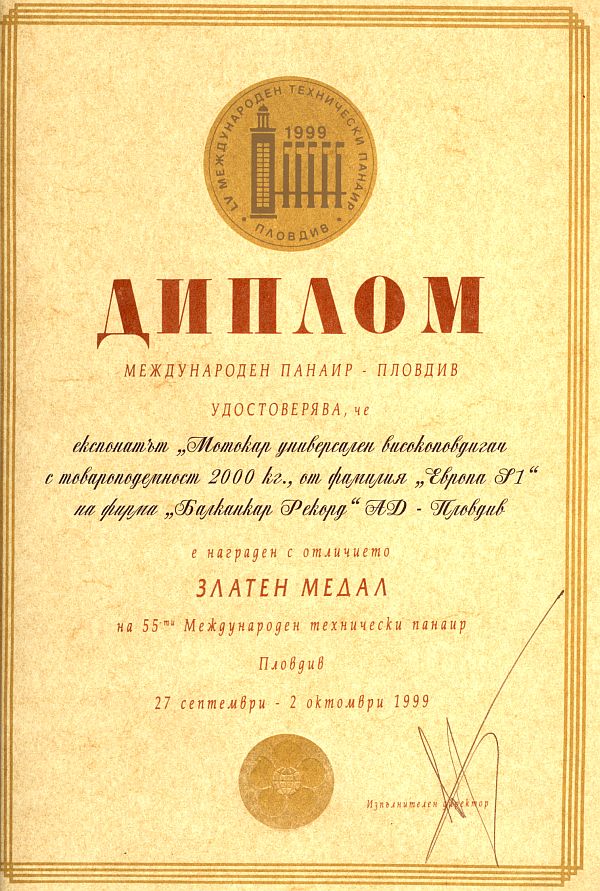 LV МЕЖДУНАРОДЕН ТЕХНИЧЕСКИ ПАНАИР
1999
• ПЛОВДИВ •
ДИПЛОМ
МЕЖДУНАРОДЕН ПАНАИР - ПЛОВДИВ
УДОСТОВЕРЯВА, че
експонатът „Мотокар универсален високоповдигач
с товароподемност 2000 кг., от фамилия „Европа S1“
на фирма „Балканкар Рекорд“ АД - Пловдив
е награден с отличието
ЗЛАТЕН МЕДАЛ
на 55-ти Международен технически панаир
Пловдив
27 септември - 2 октомври 1999
Изпълнителен директор